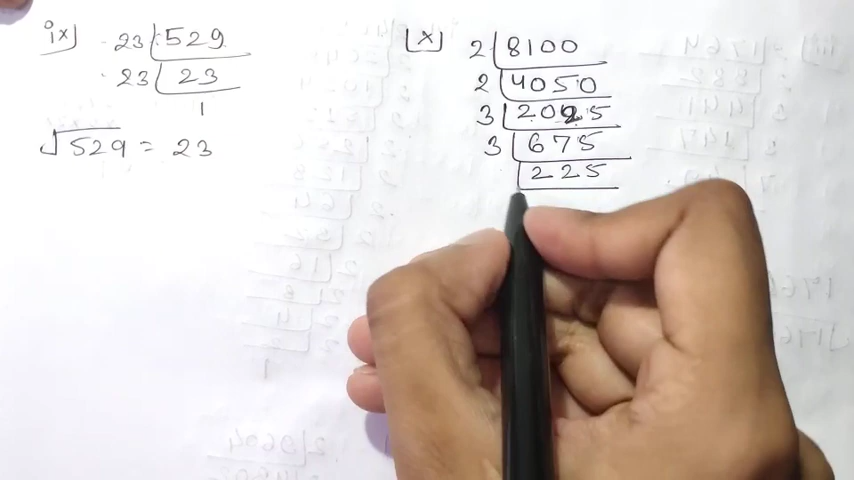 ix]
23 | 529
23 | 23
1
√529 = 23
[x]
2 | 8100
2 | 4050
3 | 2025
3 | 675
225